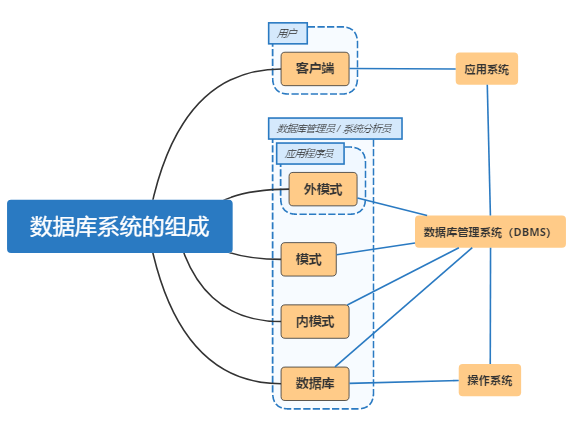 用户
客户端
应用系统
数据库管理员 / 系统分析员
应用程序员
外模式
数据库系统的组成
数据库管理系统（DBMS）
模式
内模式
数据库
操作系统